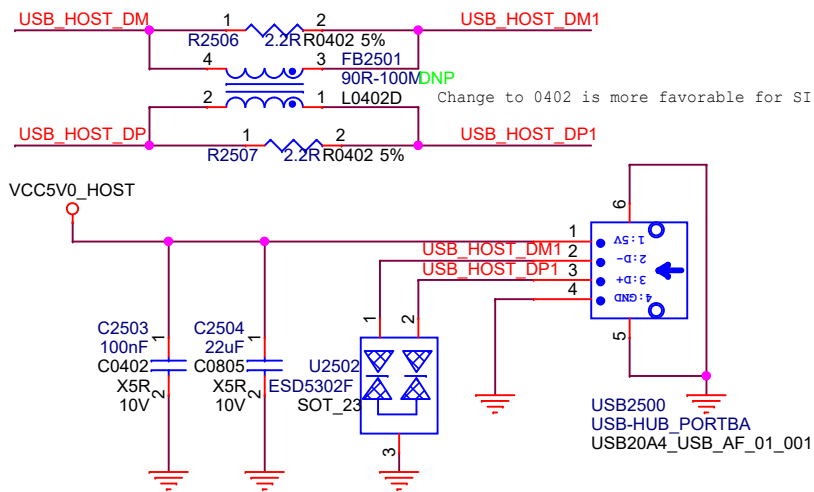 USB_HOST_DM 1 2 USB_HOST_DM1
R2506 2.2R R0402 5%
4 3 FB2501
90R-100M DNP
2 1 L0402D
Change to 0402 is more favorable for SI
USB_HOST_DP 1 2 USB_HOST_DP1
R2507 2.2R R0402 5%
VCC5V0_HOST
6
1 1:5V
USB_HOST_DM1 2 2:D-
USB_HOST_DP1 3 3:D+
4 4:GND
5
1 2
C2503 1
100nF
C0402
X5R 2
10V
C2504 1
22uF
C0805
X5R 2
10V
U2502
ESD5302F
SOT_23
3
USB2500
USB-HUB_PORTBA
USB20A4_USB_AF_01_001